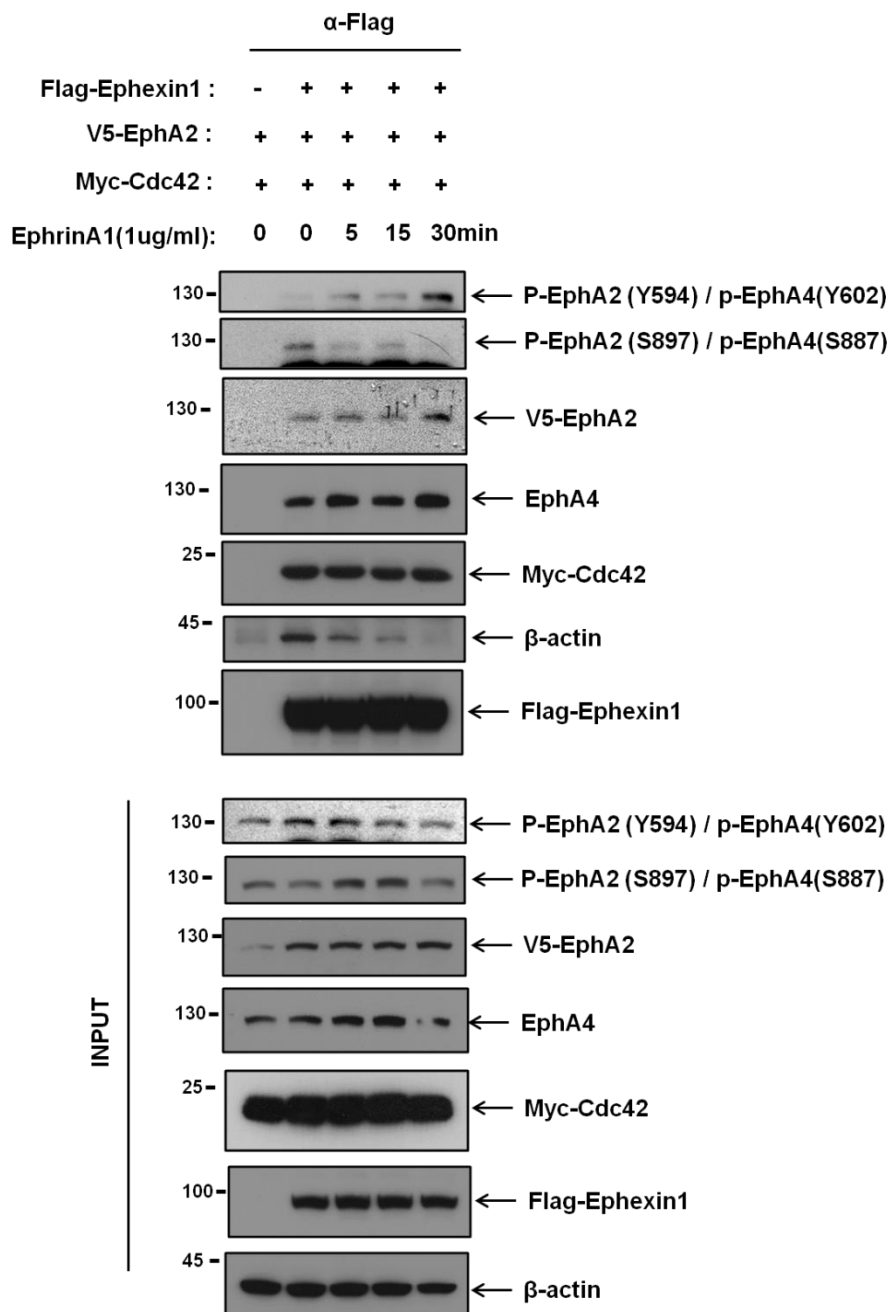 α-Flag
Flag-Ephexin1 : - + + + +
V5-EphA2 : + + + + +
Myc-Cdc42 : + + + + +
EphrinA1(1ug/ml): 0 0 5 15 30min
130 P-EphA2 (Y594) / p-EphA4(Y602)
130 P-EphA2 (S897) / p-EphA4(S887)
130 V5-EphA2
130 EphA4
25 Myc-Cdc42
45 β-actin
100 Flag-Ephexin1
INPUT
130 P-EphA2 (Y594) / p-EphA4(Y602)
130 P-EphA2 (S897) / p-EphA4(S887)
130 V5-EphA2
130 EphA4
25 Myc-Cdc42
100 Flag-Ephexin1
45 β-actin